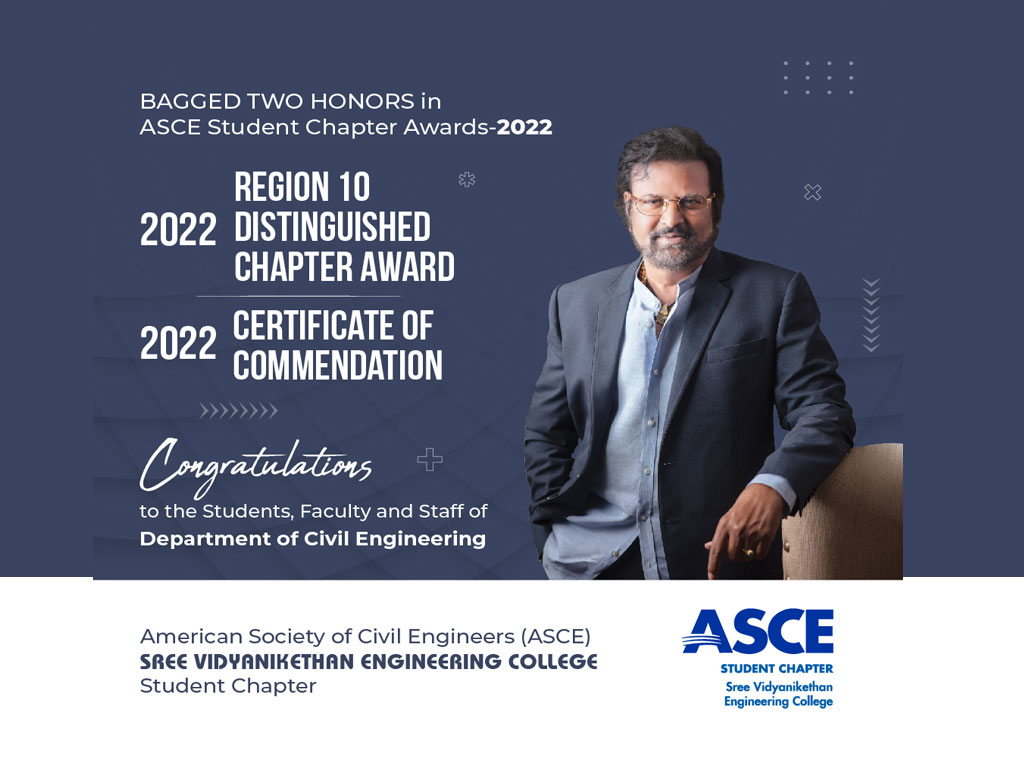 BAGGED TWO HONORS in
ASCE Student Chapter Awards-2022
2022
REGION 10
DISTINGUISHED
CHAPTER AWARD
2022
CERTIFICATE OF
COMMENDATION
Congratulations
to the Students, Faculty and Staff of
Department of Civil Engineering
American Society of Civil Engineers (ASCE)
SREE VIDYANIKETHAN ENGINEERING COLLEGE
Student Chapter
ASCE
STUDENT CHAPTER
Sree Vidyanikethan
Engineering College